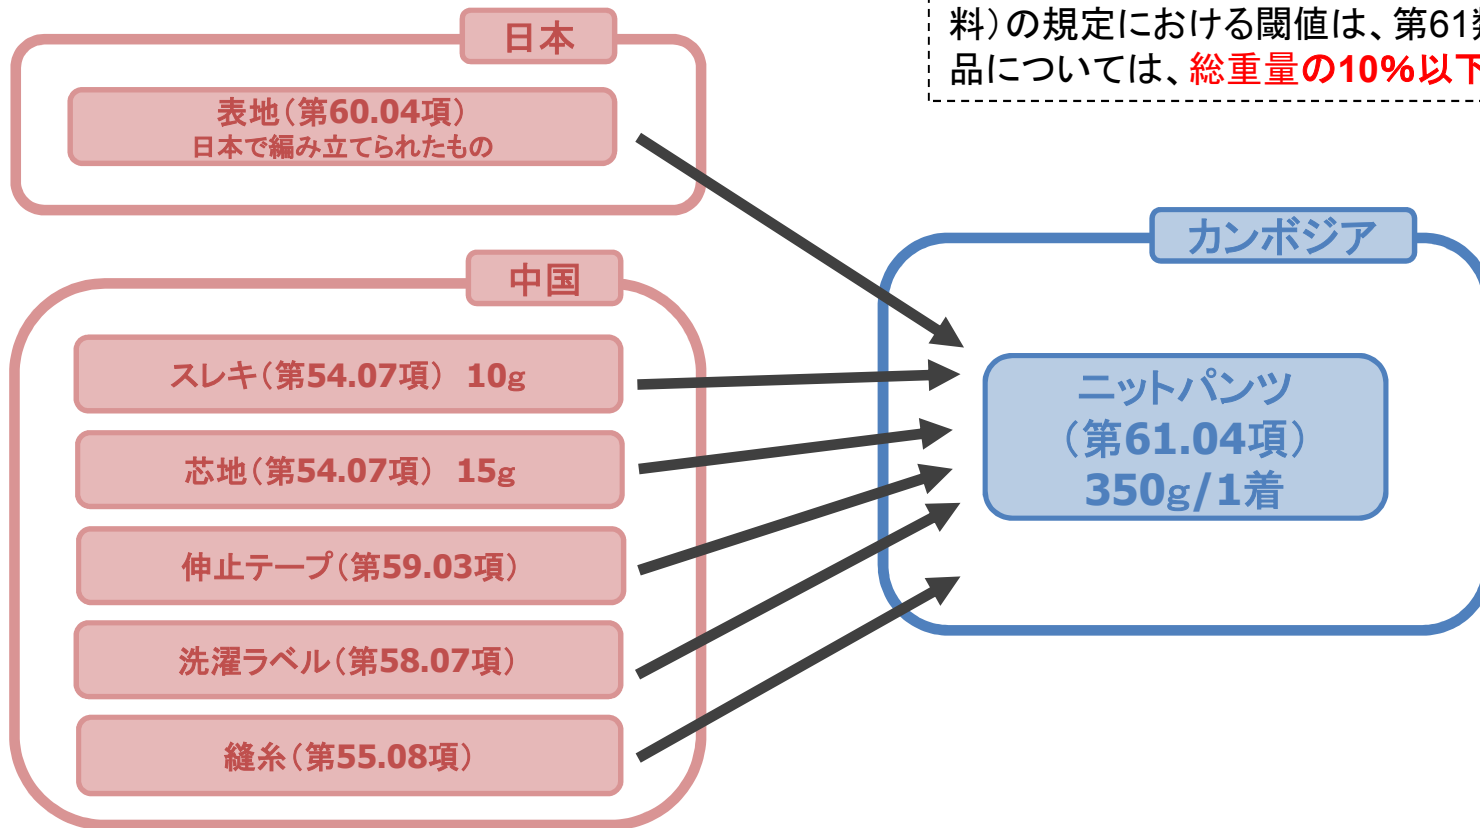 料)の規定における閾値は、第61
品については、総重量の10%以下
日本
表地(第60.04項)
日本で編み立てられたもの
中国
スレキ(第54.07項) 10g
芯地(第54.07項) 15g
伸止テープ(第59.03項)
洗濯ラベル(第58.07項)
縫糸(第55.08項)
カンボジア
ニットパンツ
(第61.04項)
350g/1着